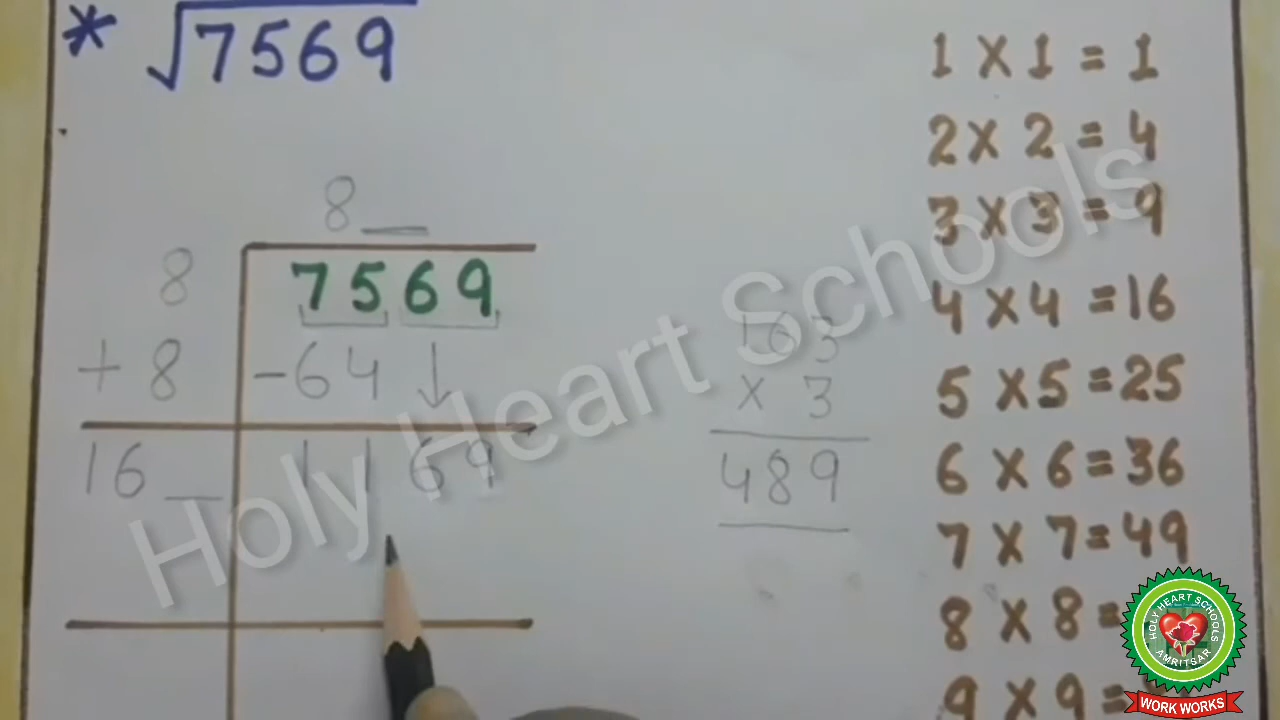 * √7569
8_
8 7569
+ 8 -64↓
16_ 1169
163
× 3
489
1 X 1 = 1
2 X 2 = 4
3 X 3 = 9
4 X 4 = 16
5 X 5 = 25
6 X 6 = 36
7 X 7 = 49
8 X 8 =
9 X 9 =
Holy Heart Schools
HOLY HEART SCHOOLS
AMRITSAR
WORK WORKS